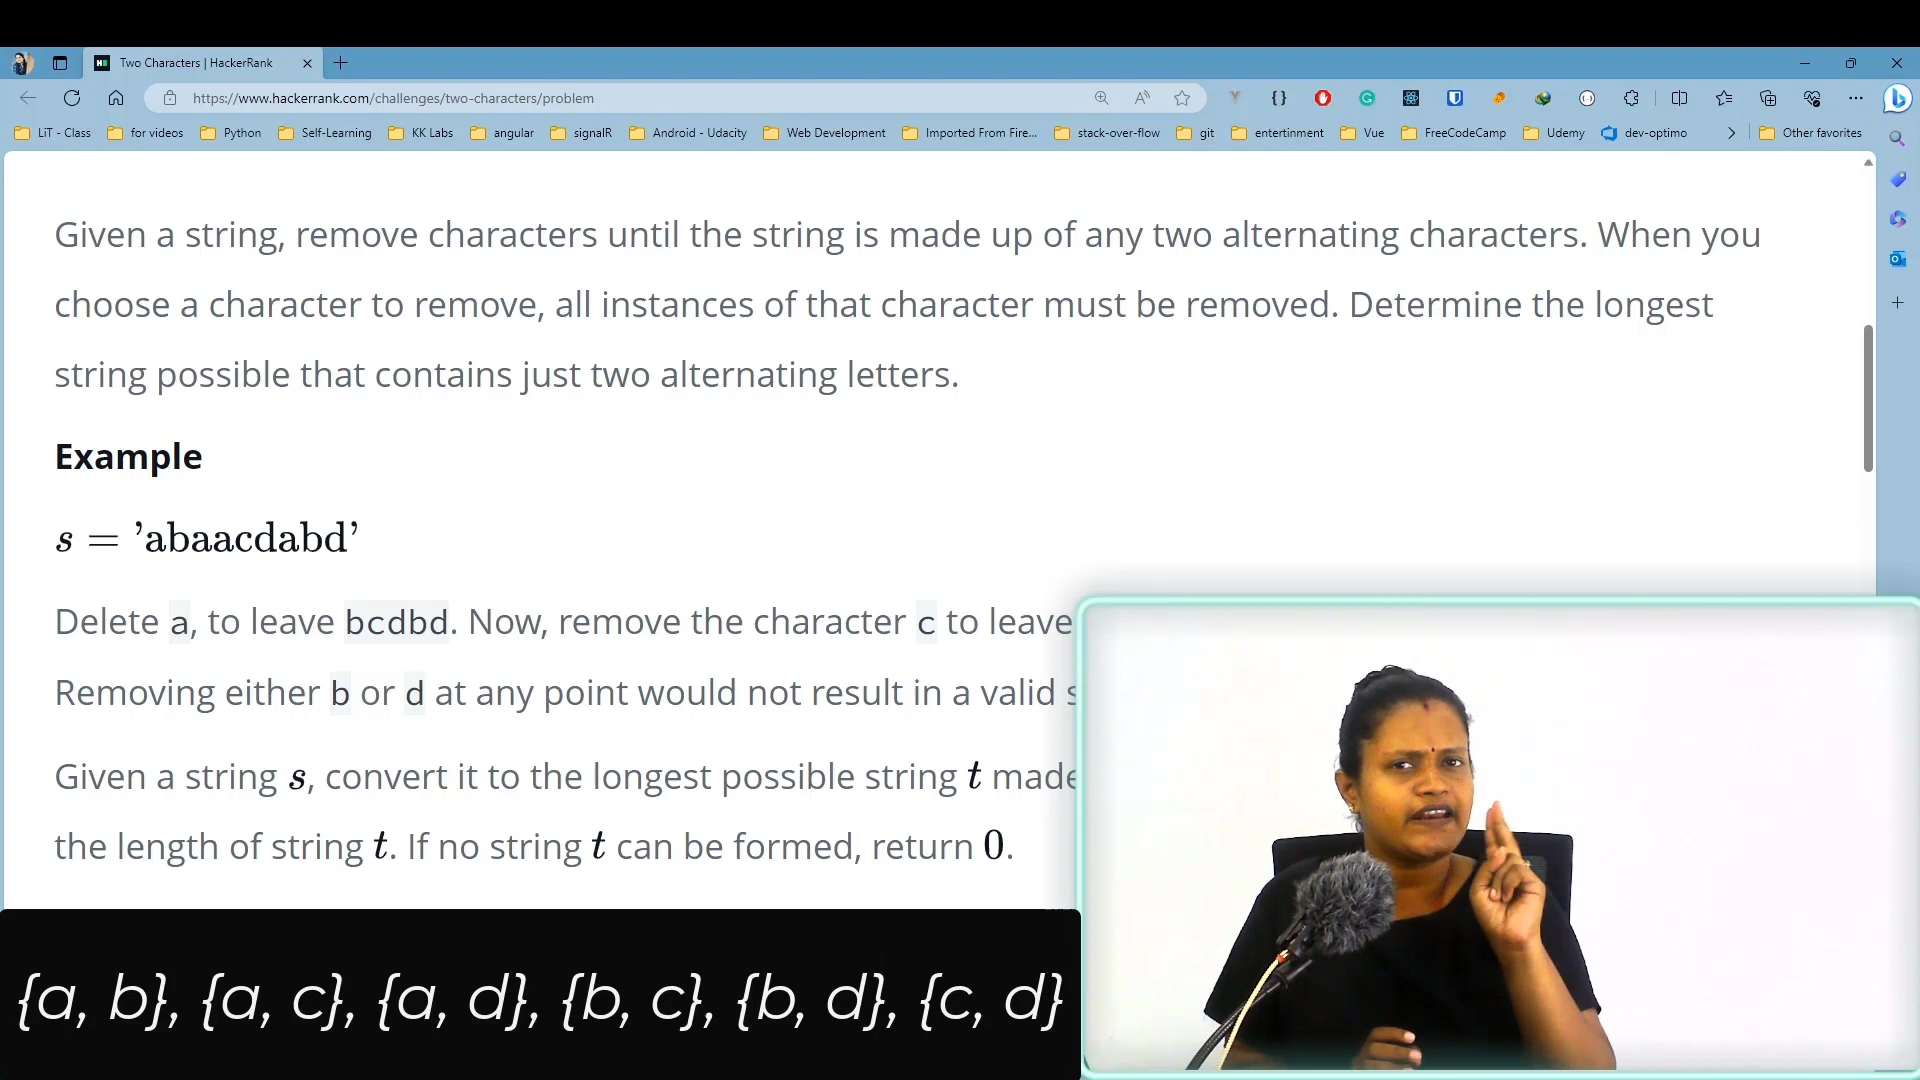 Two Characters | HackerRank
https://www.hackerrank.com/challenges/two-characters/problem
LiT - Class for videos Python Self-Learning KK Labs angular signalR Android - Udacity Web Development Imported From Fire... stack-over-flow git entertinment Vue FreeCodeCamp Udemy dev-optimo Other favorites
Given a string, remove characters until the string is made up of any two alternating characters. When you
choose a character to remove, all instances of that character must be removed. Determine the longest
string possible that contains just two alternating letters.
Example
s = 'abaacdabd'
Delete a, to leave bcdbd. Now, remove the character c to leave
Removing either b or d at any point would not result in a valid s
Given a string s, convert it to the longest possible string t made
the length of string t. If no string t can be formed, return 0.
{a, b}, {a, c}, {a, d}, {b, c}, {b, d}, {c, d}